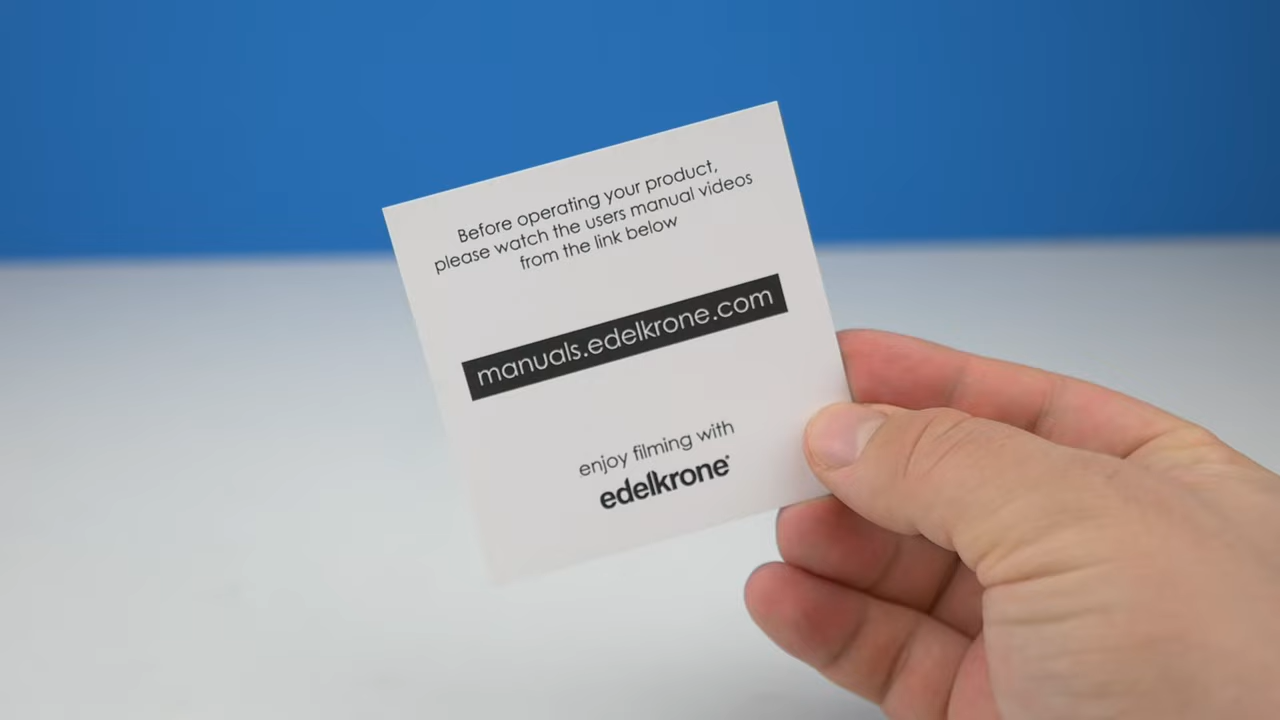 Before operating your product,
please watch the users manual videos
from the link below
manuals.edelkrone.com
enjoy filming with
edelkrone®